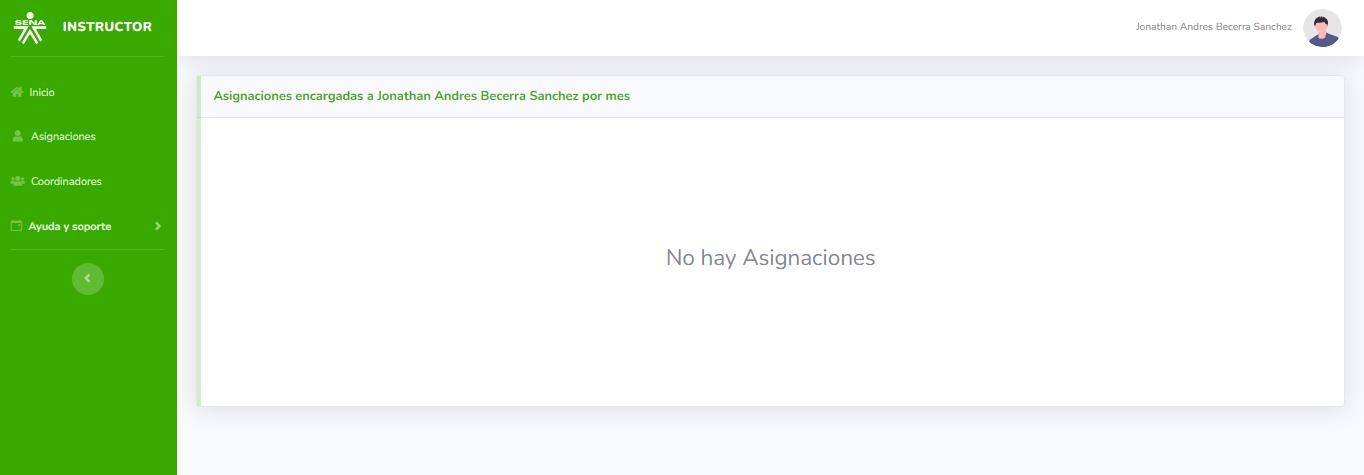 SENA
INSTRUCTOR
Jonathan Andres Becerra Sanchez
Inicio
Asignaciones
Coordinadores
Ayuda y soporte
Asignaciones encargadas a Jonathan Andres Becerra Sanchez por mes
No hay Asignaciones